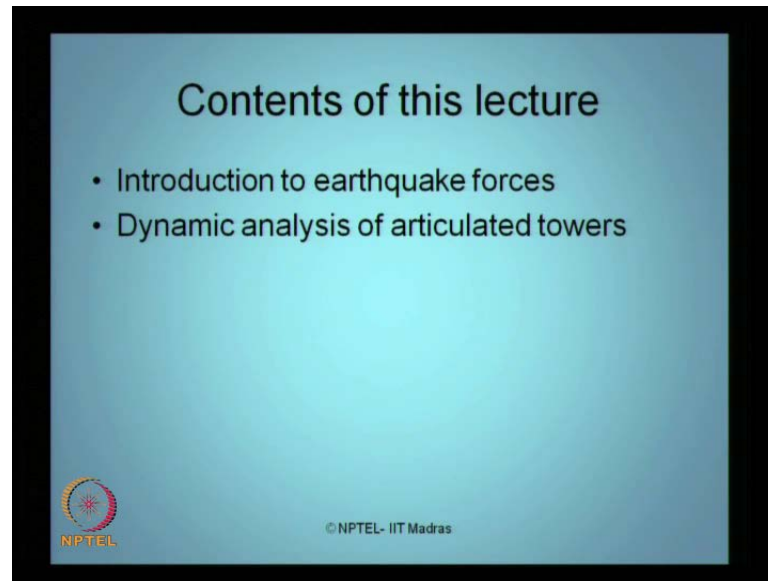 Contents of this lecture
• Introduction to earthquake forces
• Dynamic analysis of articulated towers
NPTEL
© NPTEL- IIT Madras